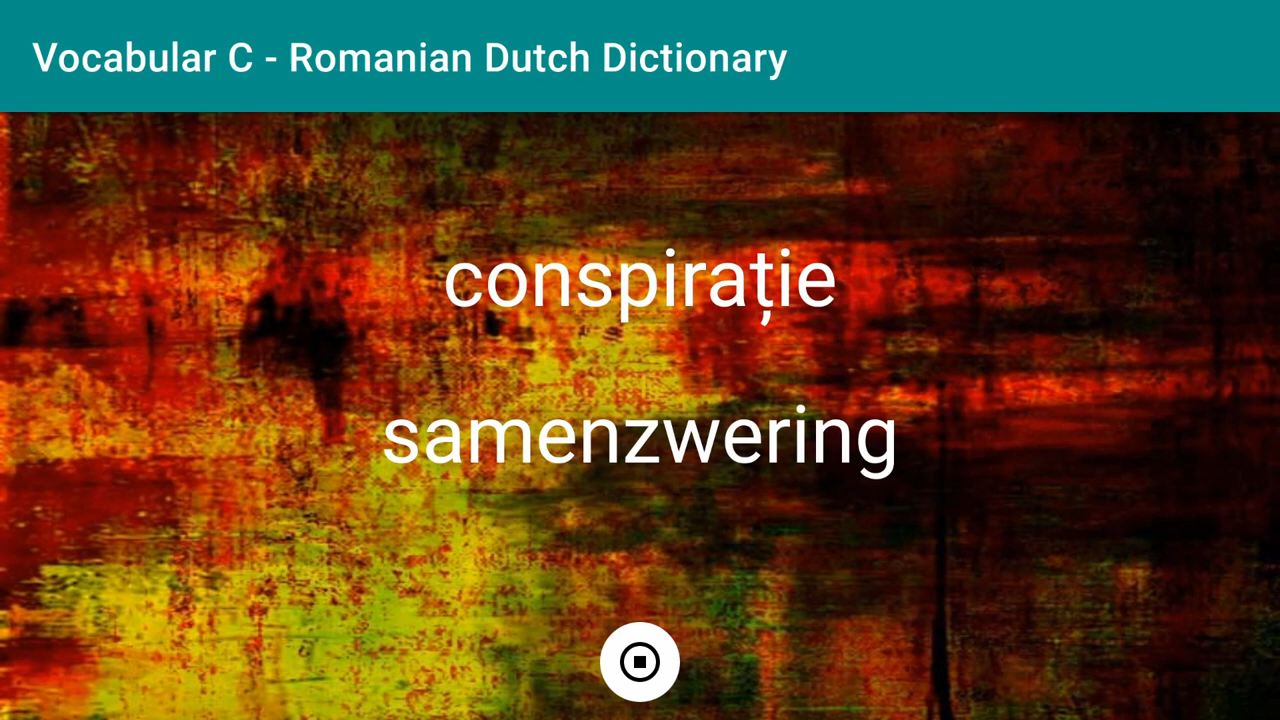 Vocabular C - Romanian Dutch Dictionary
conspirație
samenzwering